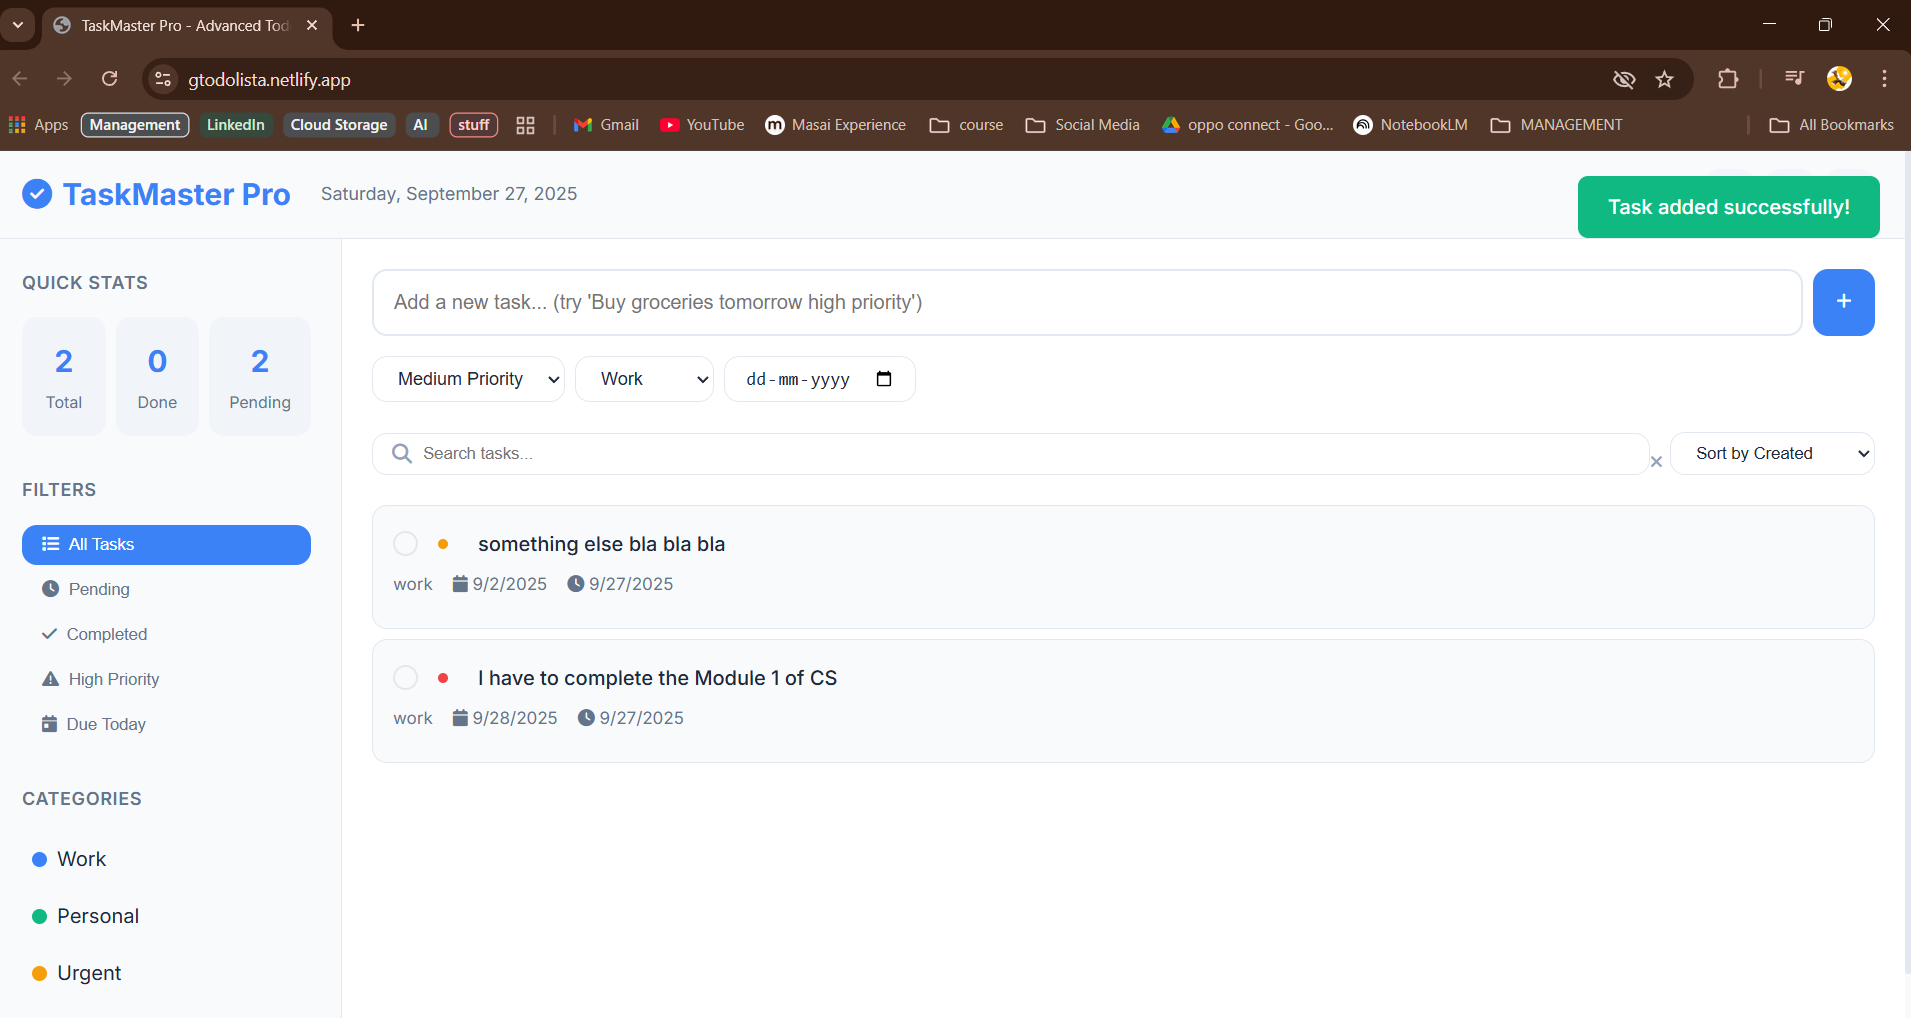 TaskMaster Pro - Advanced Tod
gtodolista.netlify.app
Apps Management LinkedIn Cloud Storage AI stuff Gmail YouTube Masai Experience course Social Media oppo connect - Goo... NotebookLM MANAGEMENT All Bookmarks
TaskMaster Pro Saturday, September 27, 2025
Task added successfully!
QUICK STATS
2 0 2
Total Done Pending
FILTERS
All Tasks
Pending
Completed
High Priority
Due Today
CATEGORIES
Work
Personal
Urgent
Add a new task... (try 'Buy groceries tomorrow high priority')
+
Medium Priority Work dd-mm-yyyy
Search tasks... Sort by Created
something else bla bla bla
work 9/2/2025 9/27/2025
I have to complete the Module 1 of CS
work 9/28/2025 9/27/2025